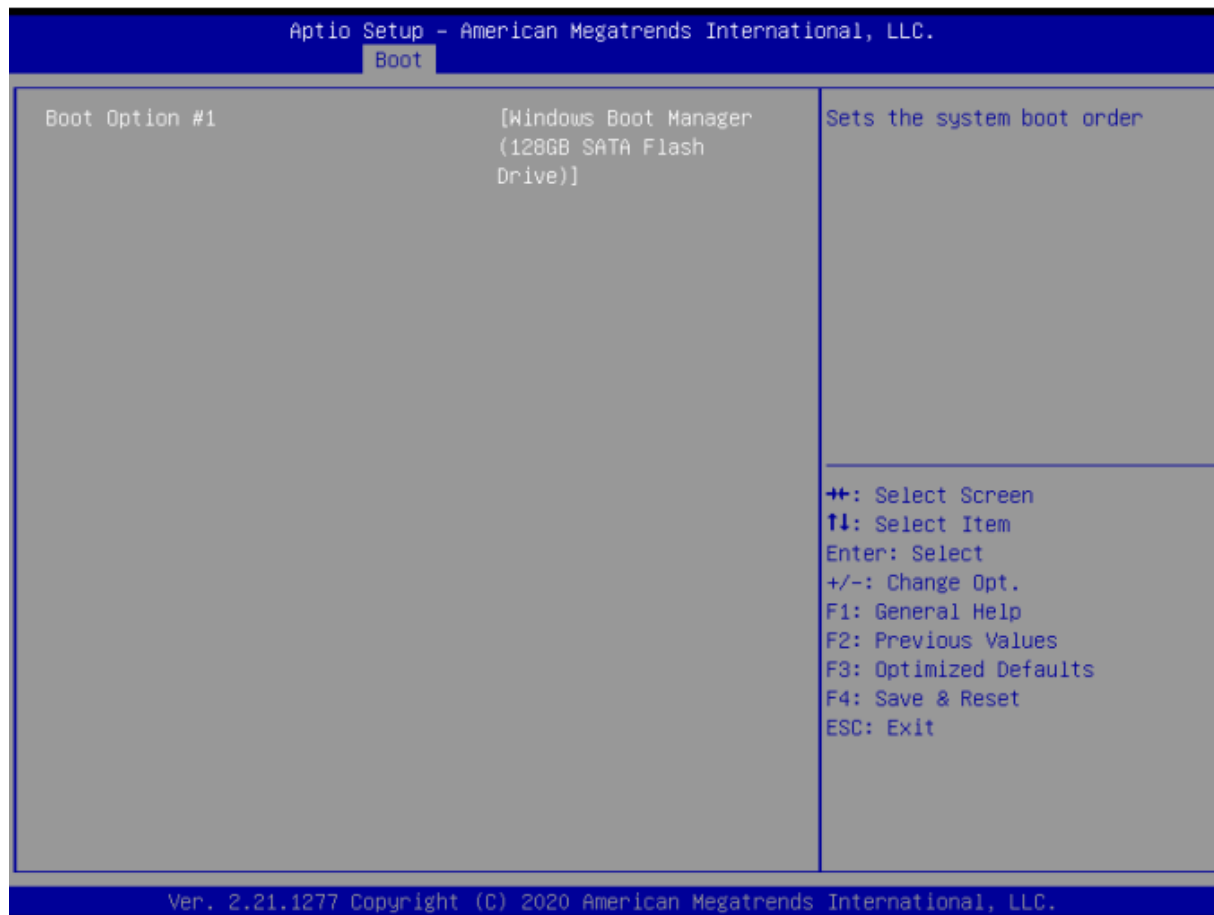 Aptio Setup – American Megatrends International, LLC.
Boot
Boot Option #1
[Windows Boot Manager
(128GB SATA Flash
Drive)]
Sets the system boot order
→←: Select Screen
↑↓: Select Item
Enter: Select
+/-: Change Opt.
F1: General Help
F2: Previous Values
F3: Optimized Defaults
F4: Save & Reset
ESC: Exit
Ver. 2.21.1277 Copyright (C) 2020 American Megatrends International, LLC.